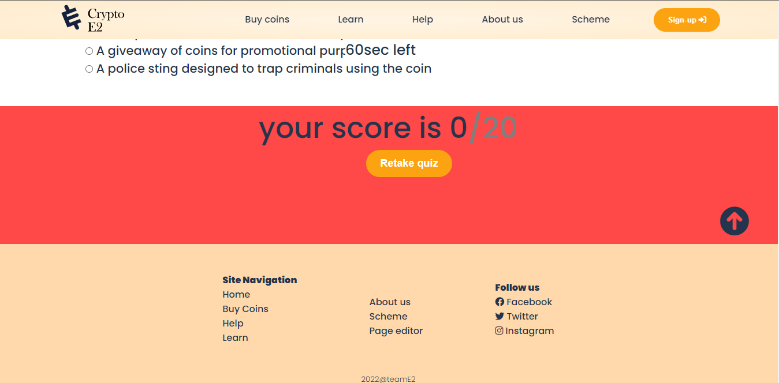 Crypto
E2
Buy coins
Learn
Help
About us
Scheme
Sign up
A giveaway of coins for promotional purp
60sec left
A police sting designed to trap criminals using the coin
your score is 0/20
Retake quiz
Site Navigation
Home
Buy Coins
Help
Learn
About us
Scheme
Page editor
Follow us
Facebook
Twitter
Instagram
2022@teamE2